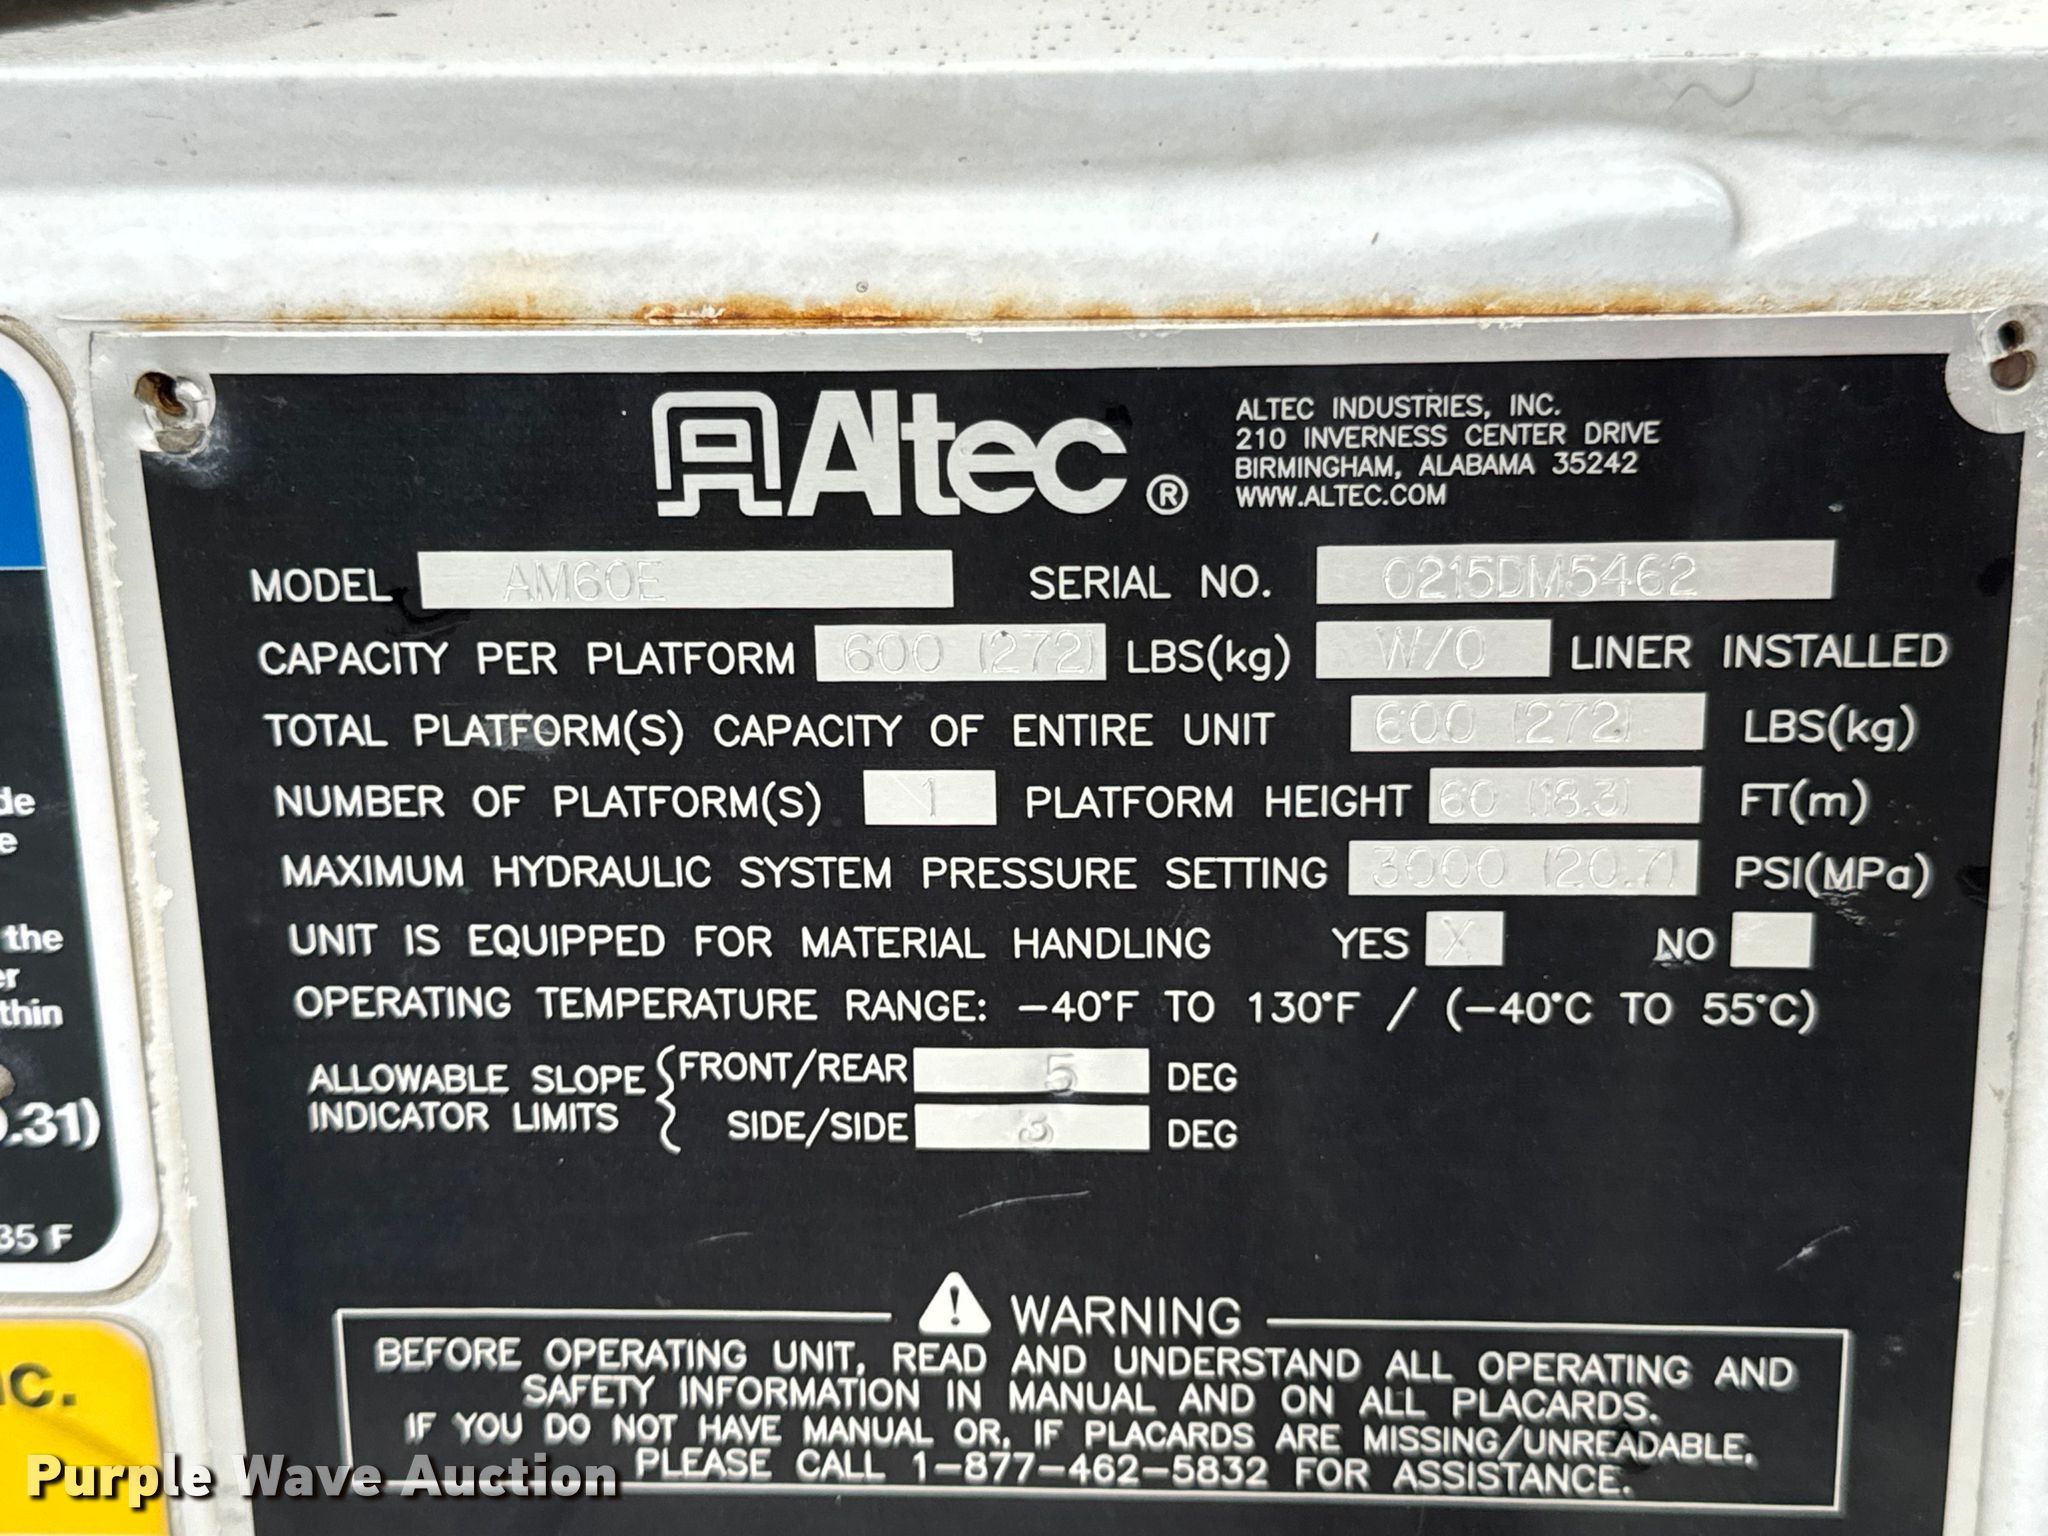 Altec®
ALTEC INDUSTRIES, INC.
210 INVERNESS CENTER DRIVE
BIRMINGHAM, ALABAMA 35242
WWW.ALTEC.COM
MODEL AM60E SERIAL NO. 0215DM5462
CAPACITY PER PLATFORM 600 (272) LBS(kg) W/O LINER INSTALLED
TOTAL PLATFORM(S) CAPACITY OF ENTIRE UNIT 600 (272) LBS(kg)
NUMBER OF PLATFORM(S) 1 PLATFORM HEIGHT 60 (18.3) FT(m)
MAXIMUM HYDRAULIC SYSTEM PRESSURE SETTING 3000 (20.7) PSI(MPa)
UNIT IS EQUIPPED FOR MATERIAL HANDLING YES X NO
OPERATING TEMPERATURE RANGE: -40°F TO 130°F / (-40°C TO 55°C)
ALLOWABLE SLOPE INDICATOR LIMITS
FRONT/REAR 5 DEG
SIDE/SIDE DEG
WARNING
BEFORE OPERATING UNIT, READ AND UNDERSTAND ALL OPERATING AND
SAFETY INFORMATION IN MANUAL AND ON ALL PLACARDS.
IF YOU DO NOT HAVE MANUAL OR, IF PLACARDS ARE MISSING/UNREADABLE,
PLEASE CALL 1-877-462-5832 FOR ASSISTANCE.
the
thin
.31)
35 F
Purple Wave Auction